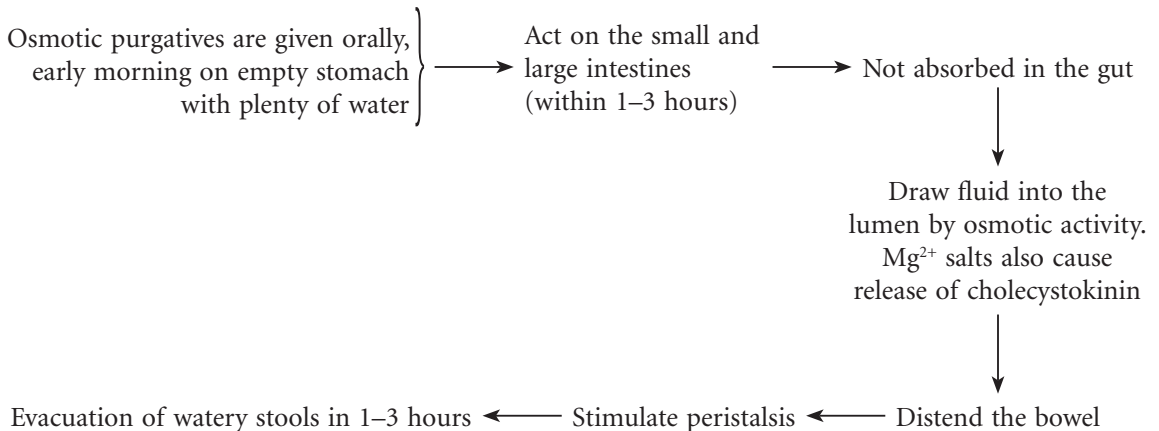 Osmotic purgatives are given orally,
early morning on empty stomach
with plenty of water
Act on the small and
large intestines
(within 1–3 hours)
Not absorbed in the gut
Draw fluid into the
lumen by osmotic activity.
Mg²⁺ salts also cause
release of cholecystokinin
Distend the bowel
Stimulate peristalsis
Evacuation of watery stools in 1–3 hours